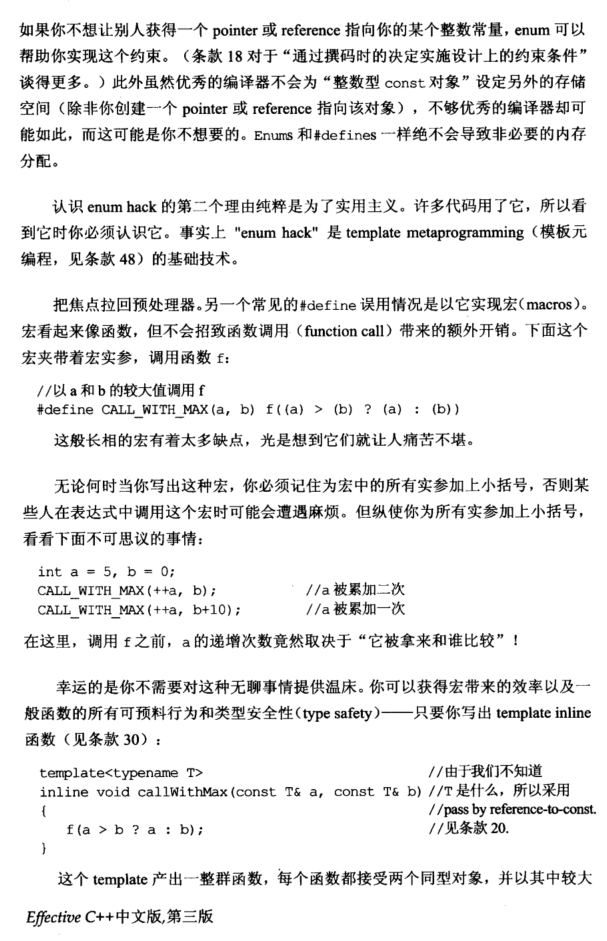 如果你不想让别人获得一个 pointer 或 reference 指向你的某个整数常量，enum 可以
帮助你实现这个约束。（条款 18 对于“通过撰码时的决定实施设计上的约束条件”
谈得更多。）此外虽然优秀的编译器不会为“整数型 const 对象”设定另外的存储
空间（除非你创建一个 pointer 或 reference 指向该对象），不够优秀的编译器却可
能如此，而这可能是你不想要的。Enums 和#defines 一样绝不会导致非必要的内存
分配。
认识 enum hack 的第二个理由纯粹是为了实用主义。许多代码用了它，所以看
到它时你必须认识它。事实上 "enum hack" 是 template metaprogramming（模板元
编程，见条款 48）的基础技术。
把焦点拉回预处理器。另一个常见的#define 误用情况是以它实现宏(macros)。
宏看起来像函数，但不会招致函数调用（function call）带来的额外开销。下面这个
宏夹带着宏实参，调用函数 f：
//以 a 和 b 的较大值调用 f
#define CALL_WITH_MAX(a, b) f((a) > (b) ? (a) : (b))
这般长相的宏有着太多缺点，光是想到它们就让人痛苦不堪。
无论何时当你写出这种宏，你必须记住为宏中的所有实参加上小括号，否则某
些人在表达式中调用这个宏时可能会遭遇麻烦。但纵使你为所有实参加上小括号，
看看下面不可思议的事情：
int a = 5, b = 0;
CALL_WITH_MAX(++a, b); //a 被累加二次
CALL_WITH_MAX(++a, b+10); //a 被累加一次
在这里，调用 f 之前，a 的递增次数竟然取决于“它被拿来和谁比较”！
幸运的是你不需要对这种无聊事情提供温床。你可以获得宏带来的效率以及一
般函数的所有可预料行为和类型安全性(type safety)——只要你写出 template inline
函数（见条款 30）：
template<typename T> //由于我们不知道
inline void callWithMax(const T& a, const T& b) //T 是什么，所以采用
{ //pass by reference-to-const.
f(a > b ? a : b); //见条款 20.
}
这个 template 产出一整群函数，每个函数都接受两个同型对象，并以其中较大
Effective C++中文版,第三版